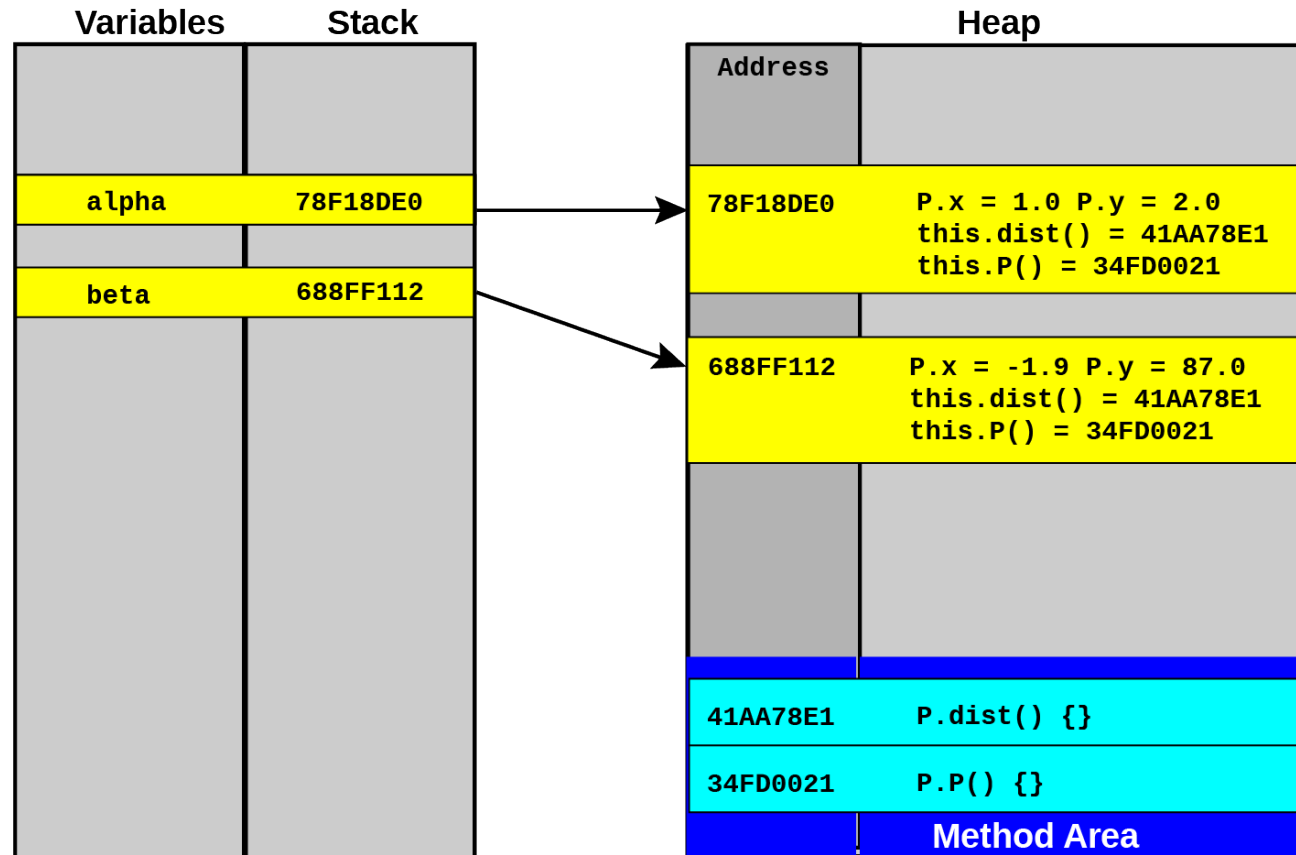 Variables Stack Heap
Address
alpha 78F18DE0
beta 688FF112
78F18DE0 P.x = 1.0 P.y = 2.0
this.dist() = 41AA78E1
this.P() = 34FD0021
688FF112 P.x = -1.9 P.y = 87.0
this.dist() = 41AA78E1
this.P() = 34FD0021
41AA78E1 P.dist() {}
34FD0021 P.P() {}
Method Area